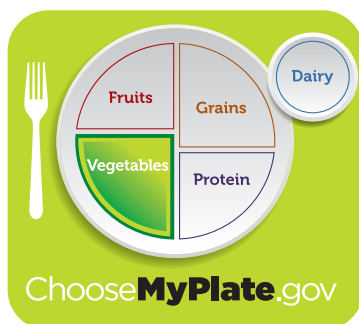 Fruits
Grains
Dairy
Vegetables
Protein
ChooseMyPlate.gov